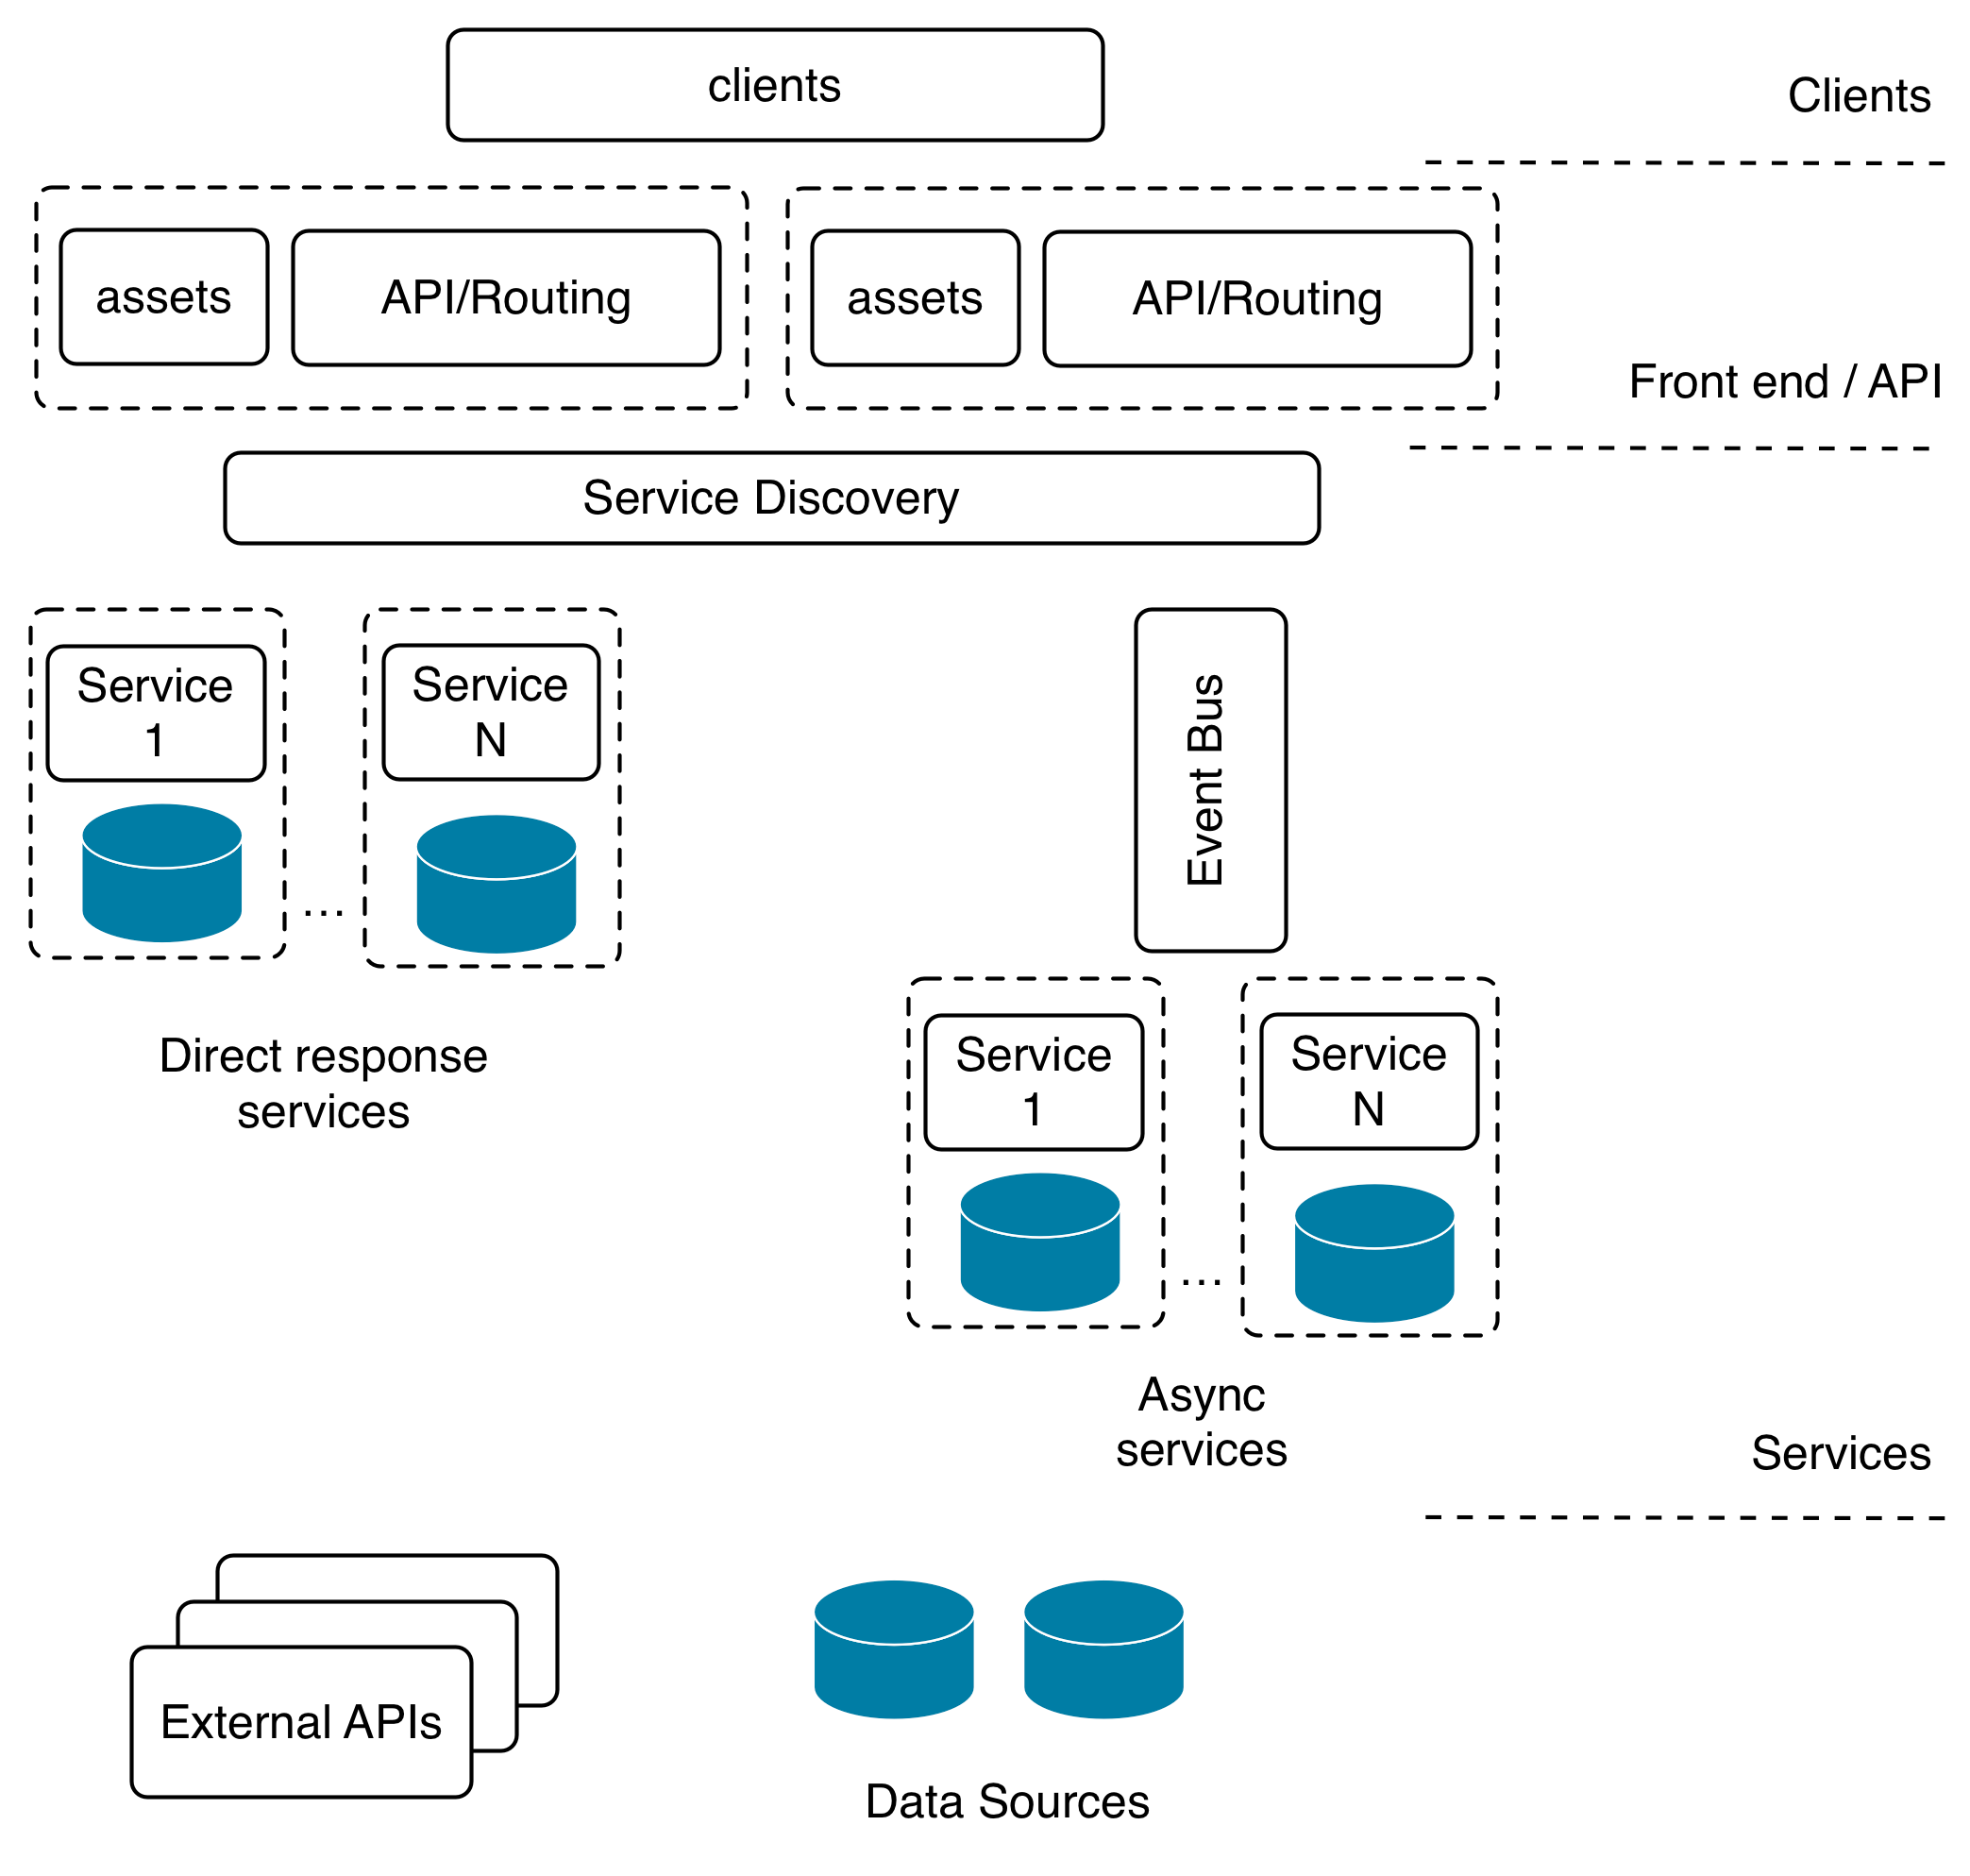 clients
Clients
assets
API/Routing
assets
API/Routing
Front end / API
Service Discovery
Service
1
...
Service
N
Direct response
services
Event Bus
Service
1
...
Service
N
Async
services
Services
External APIs
Data Sources